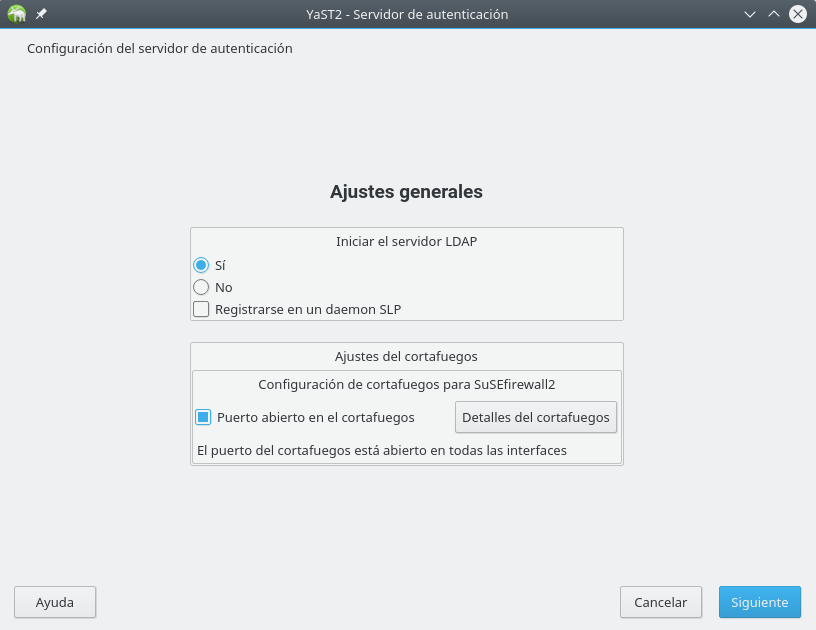 YaST2 - Servidor de autenticación
Configuración del servidor de autenticación
Ajustes generales
Iniciar el servidor LDAP
Sí
No
Registrarse en un daemon SLP
Ajustes del cortafuegos
Configuración de cortafuegos para SuSEfirewall2
Puerto abierto en el cortafuegos
Detalles del cortafuegos
El puerto del cortafuegos está abierto en todas las interfaces
Ayuda
Cancelar
Siguiente